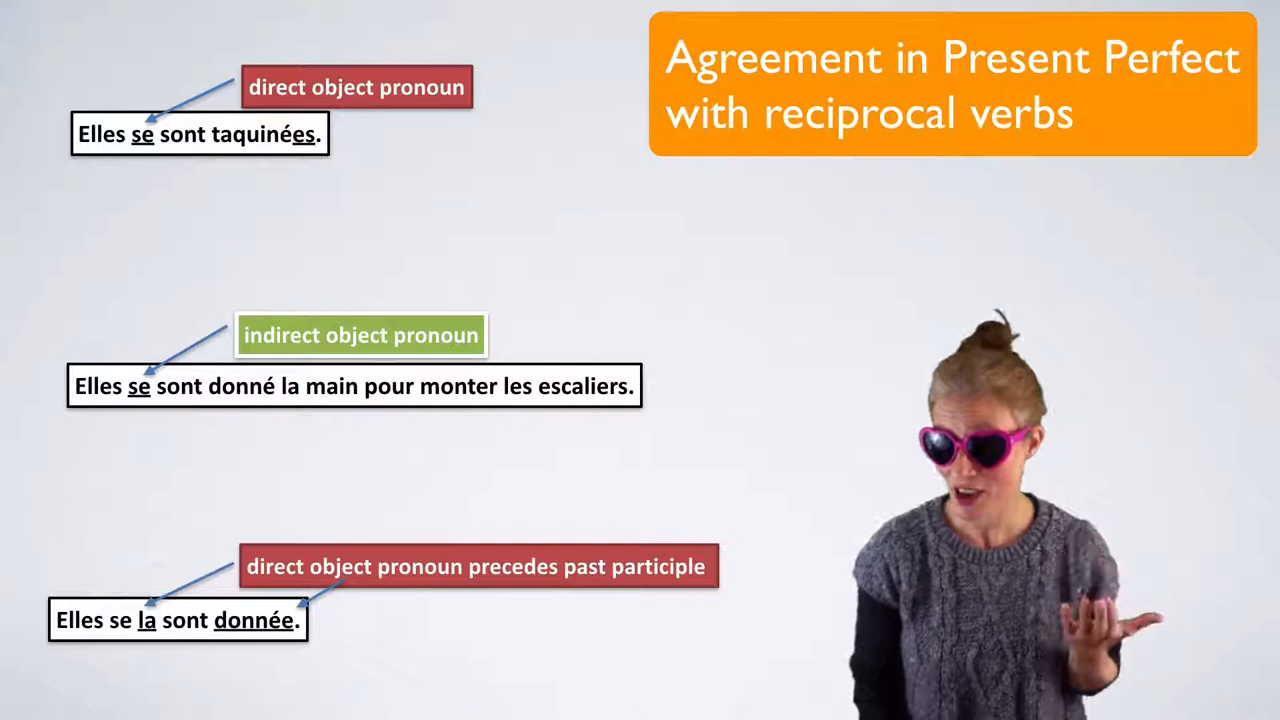 Agreement in Present Perfect
with reciprocal verbs
direct object pronoun
Elles se sont taquinées.
indirect object pronoun
Elles se sont donné la main pour monter les escaliers.
direct object pronoun precedes past participle
Elles se la sont donnée.